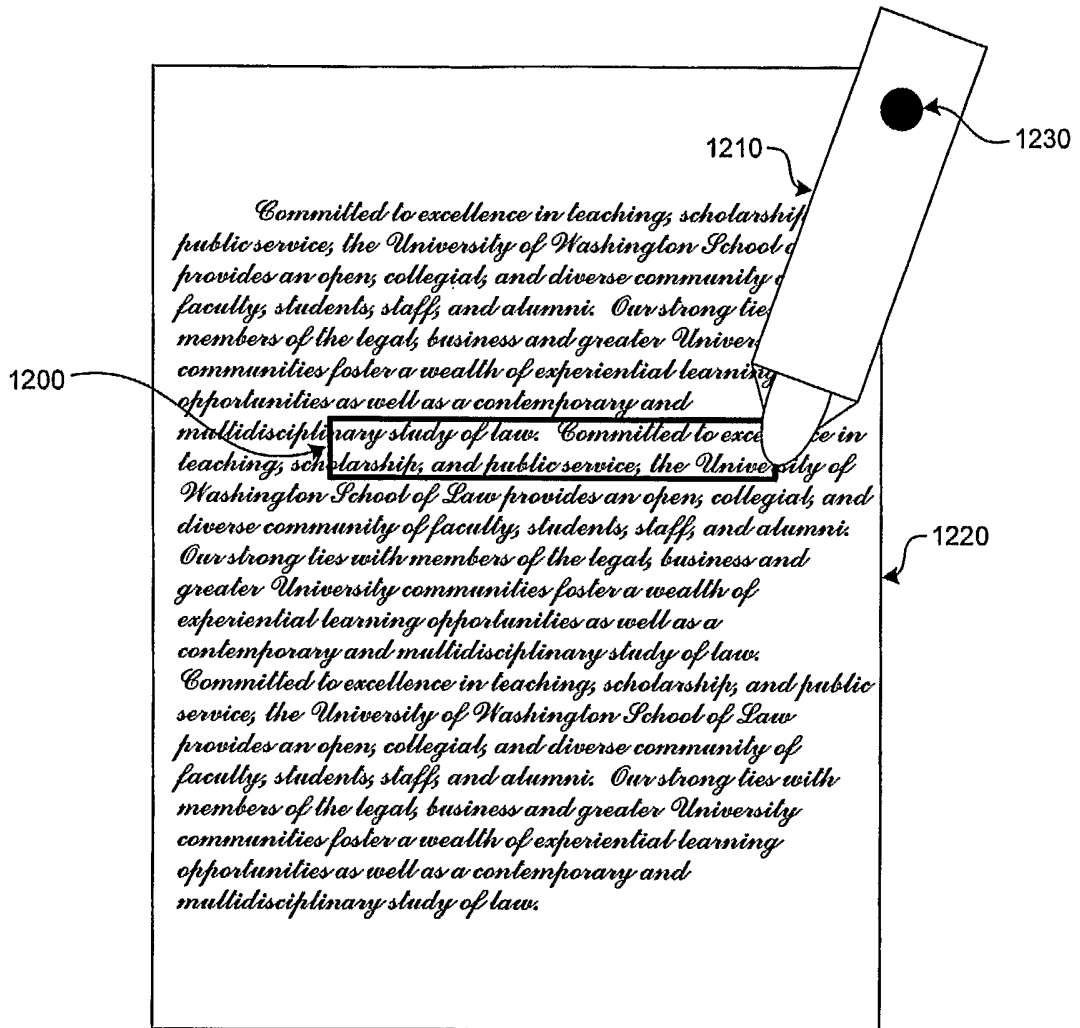 1210
1230
Committed to excellence in teaching, scholarship
public service, the University of Washington School
provides an open, collegial, and diverse community
faculty, students, staff, and alumni. Our strong ties
members of the legal, business and greater
communities foster a wealth of experiential learning
1200
opportunities as well as a contemporary and
multidisciplinary study of law. Committed to in
teaching, scholarship, and public service, the University of
Washington School of Law provides an open, collegial, and
diverse community of faculty, students, staff, and alumni.
1220
Our strong ties with members of the legal, business and
greater University communities foster a wealth of
experiential learning opportunities as well as a
contemporary and multidisciplinary study of law.
Committed to excellence in teaching, scholarship, and public
service, the University of Washington School of Law
provides an open, collegial, and diverse community of
faculty, students, staff, and alumni. Our strong ties with
members of the legal, business and greater University
communities foster a wealth of experiential learning
opportunities as well as a contemporary and
multidisciplinary study of law.